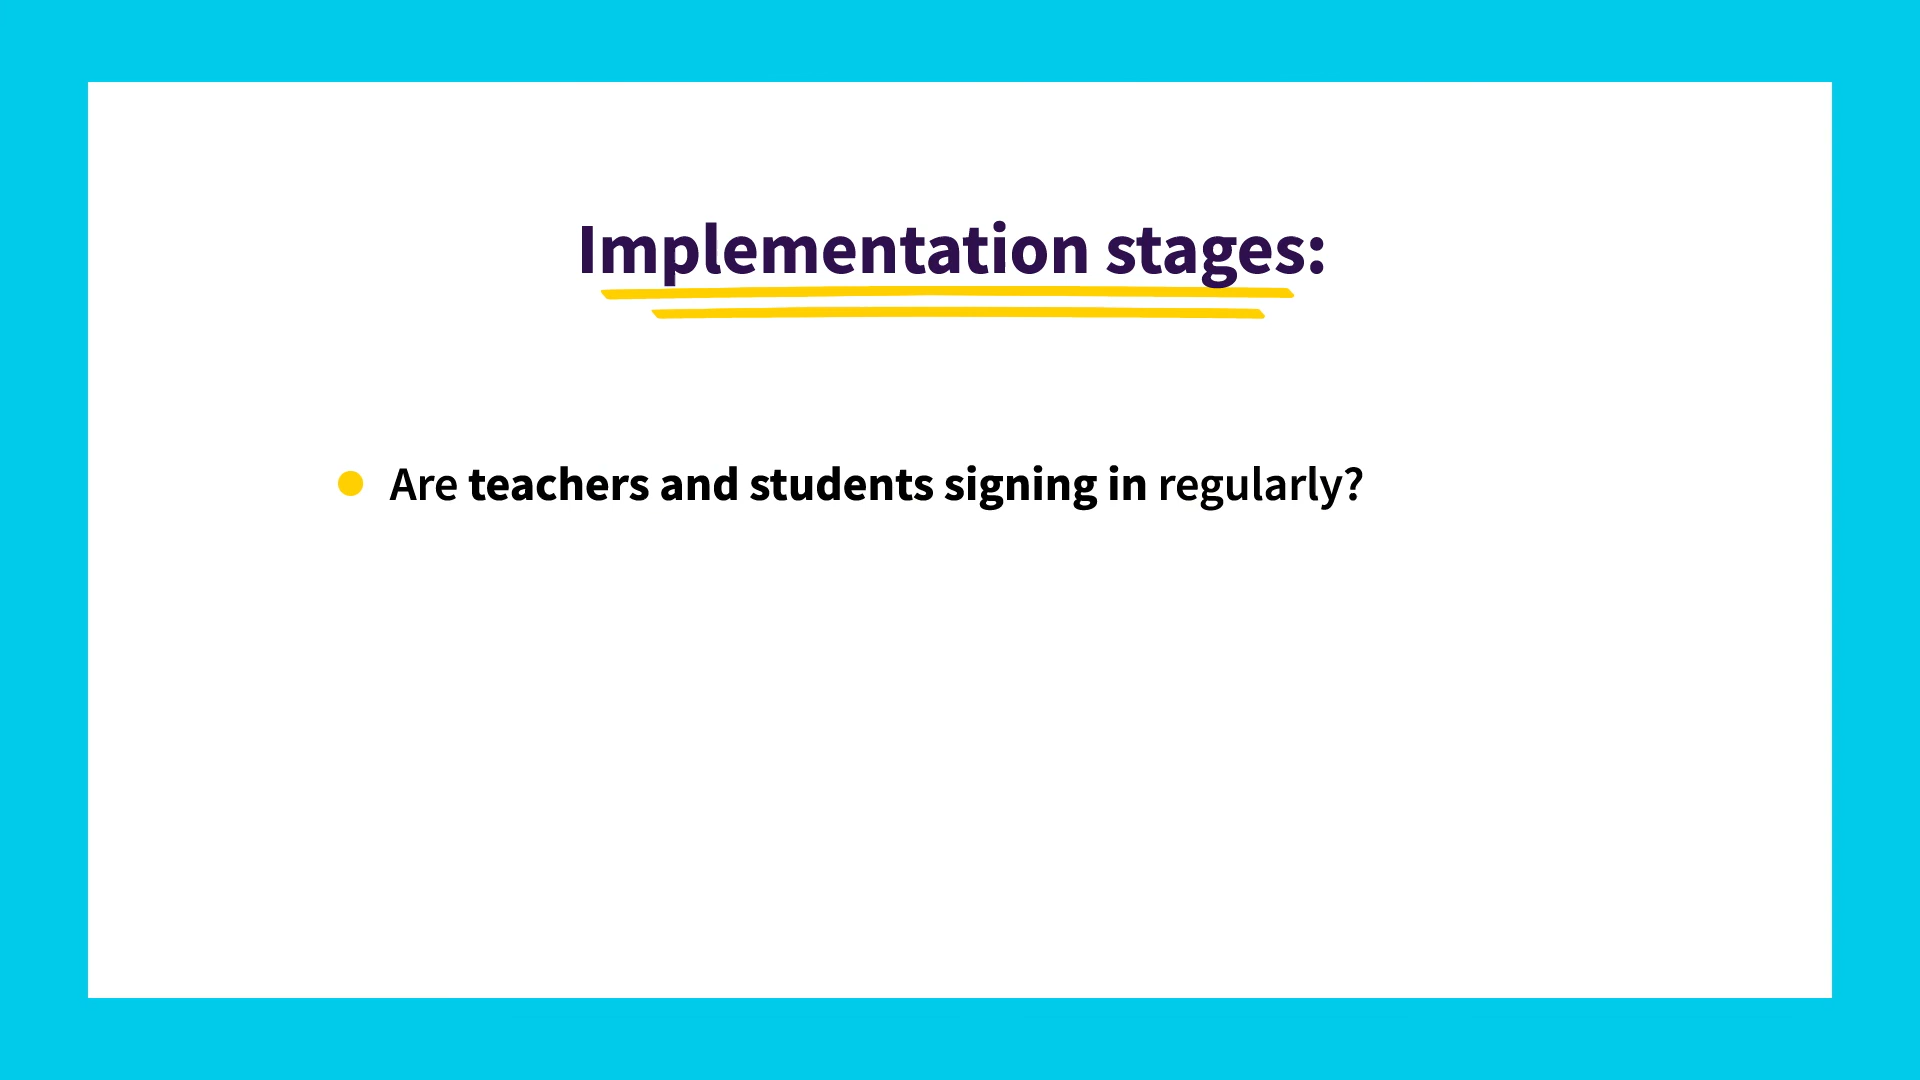 Implementation stages:
Are teachers and students signing in regularly?